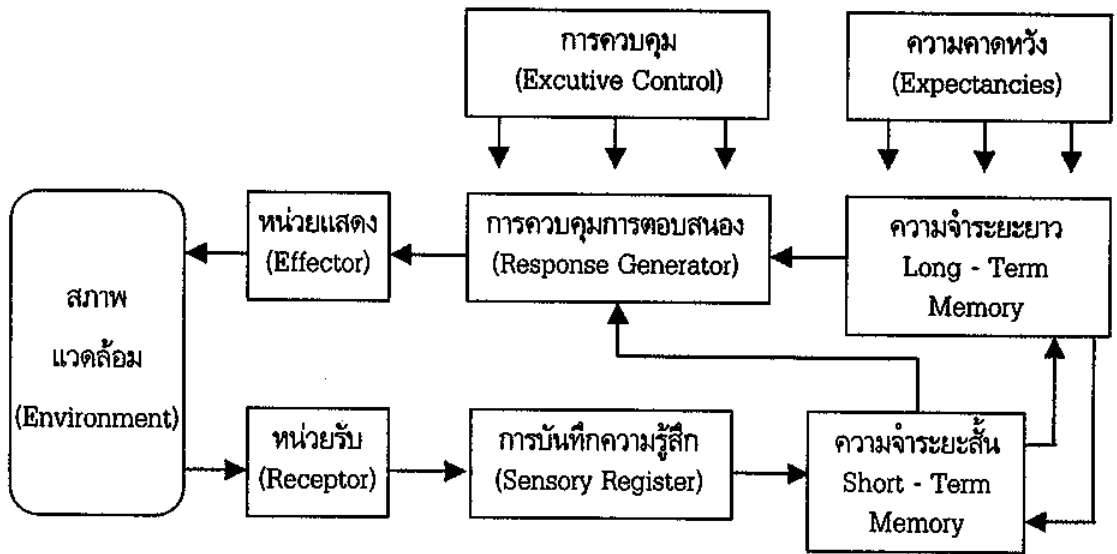 การควบคุม
(Excutive Control)
ความคาดหวัง
(Expectancies)
สภาพ
แวดล้อม
(Environment)
หน่วยแสดง
(Effector)
การควบคุมการตอบสนอง
(Response Generator)
ความจำระยะยาว
Long - Term
Memory
หน่วยรับ
(Receptor)
การบันทึกความรู้สึก
(Sensory Register)
ความจำระยะสั้น
Short - Term
Memory